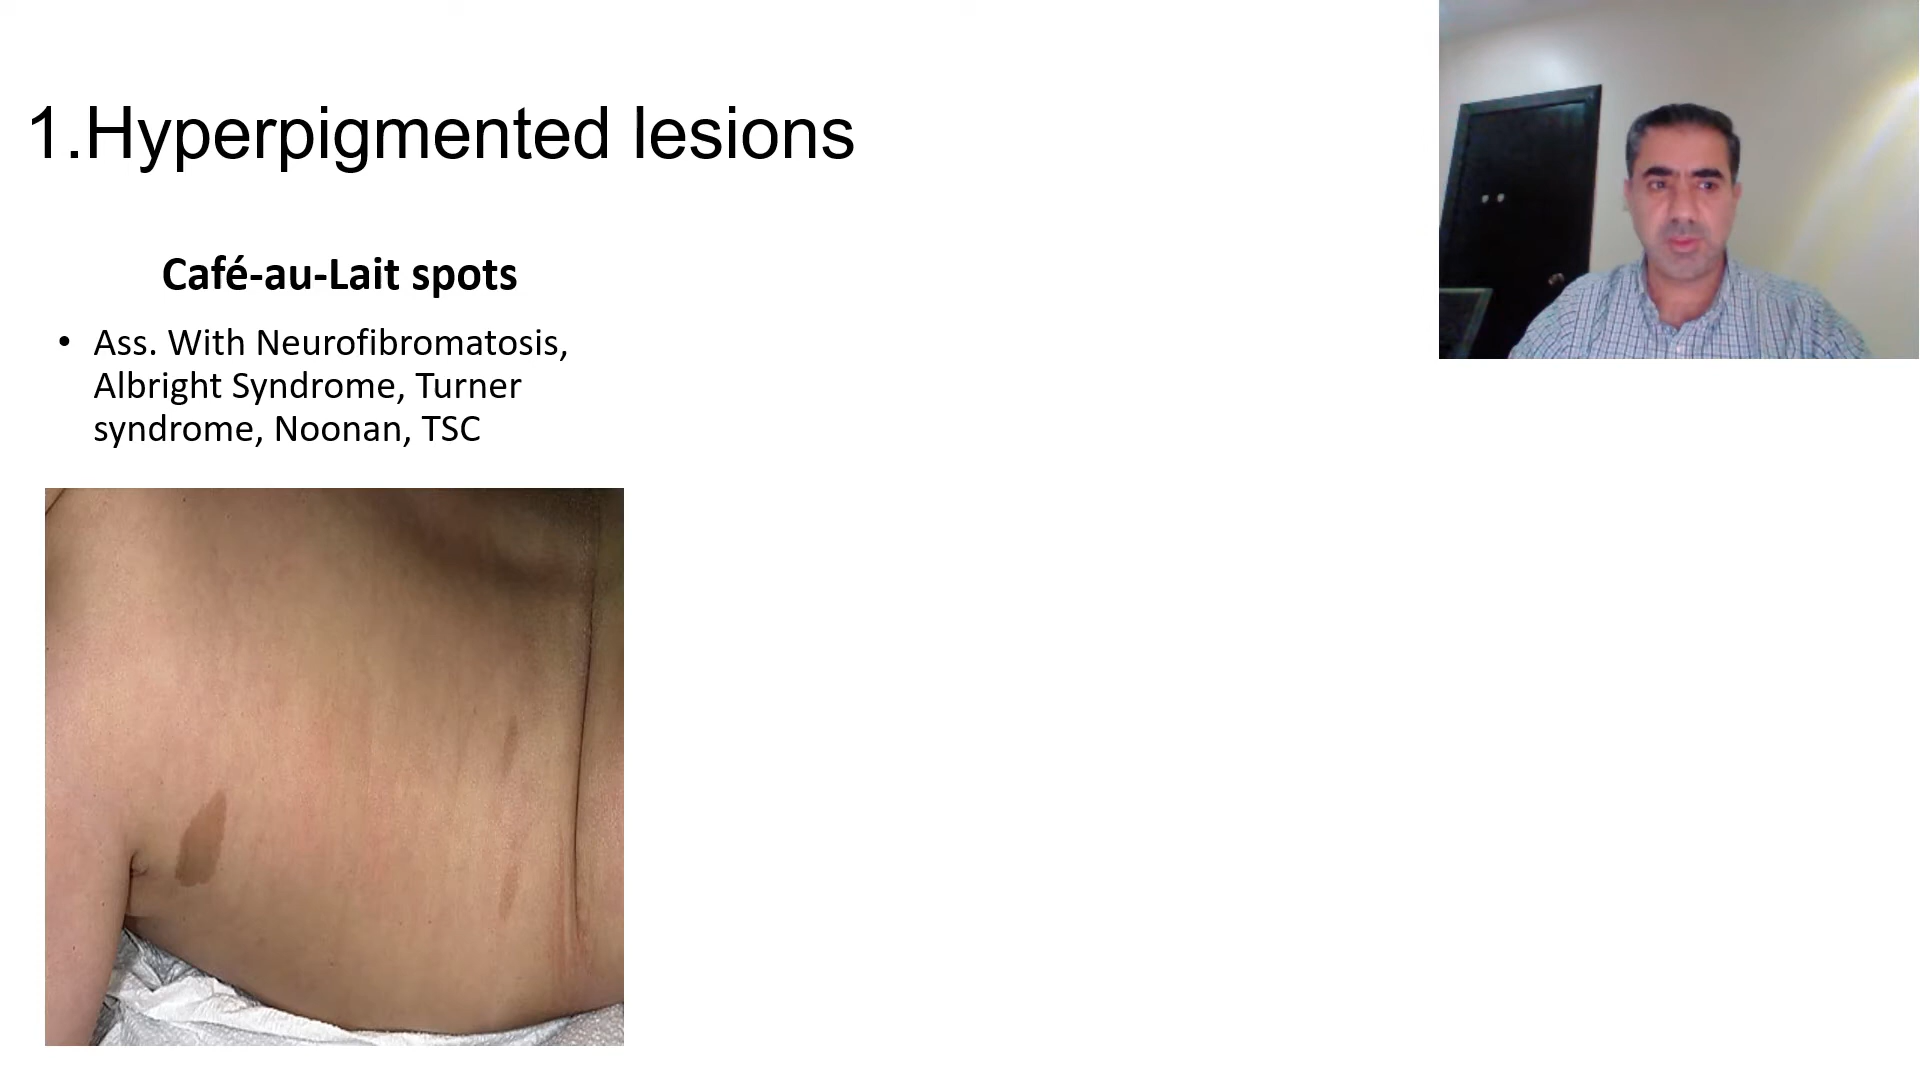 1.Hyperpigmented lesions
Café-au-Lait spots
• Ass. With Neurofibromatosis,
Albright Syndrome, Turner
syndrome, Noonan, TSC